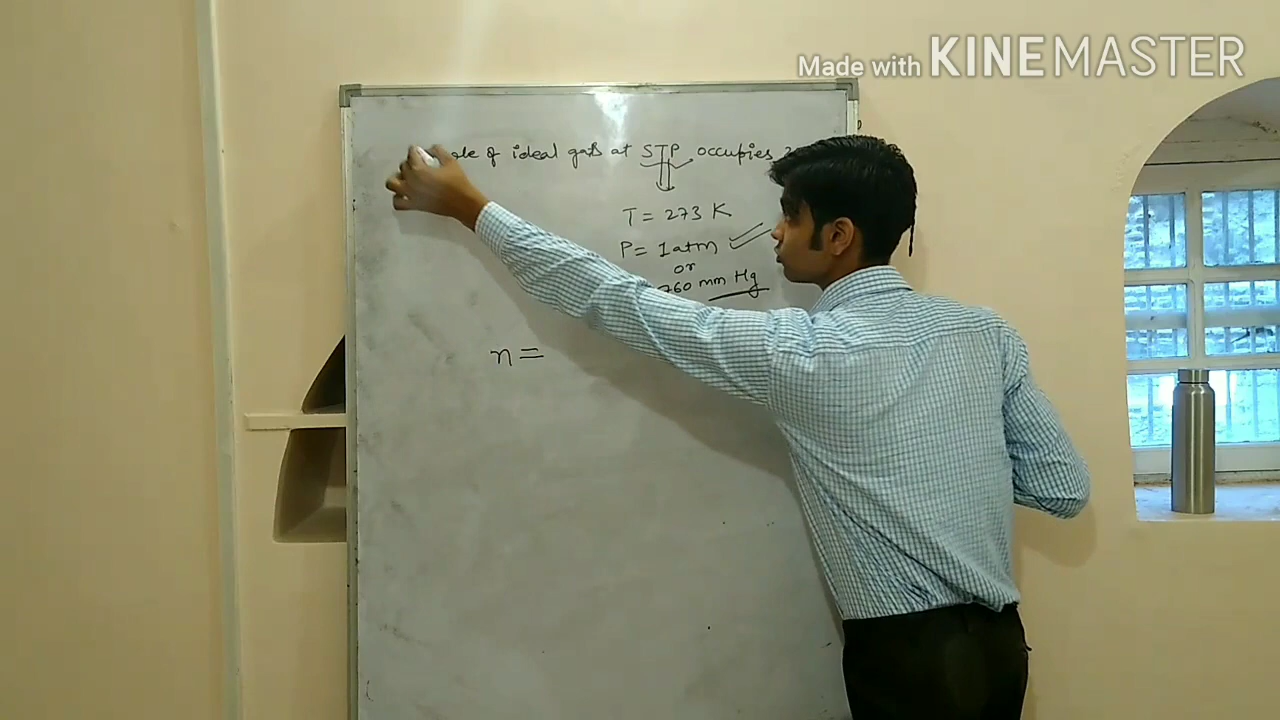 Made with KINEMASTER
of ideal gas at STP occupies
T = 273 K
P = 1 atm
or
760 mm Hg
n =